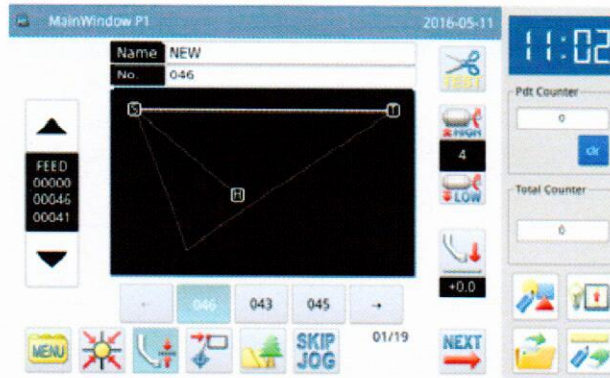 MainWindow P1
2016-05-11
11:02
Name NEW
No. 046
TEST
Pdt Counter
0
clr
HIGH
4
LOW
FEED
00000
00046
00041
S
T
H
Total Counter
0
+0.0
046 043 045 →
01/19
MENU
SKIP
JOG
NEXT